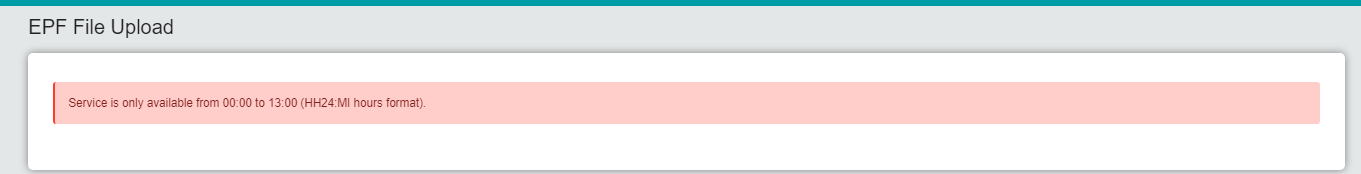 EPF File Upload
Service is only available from 00:00 to 13:00 (HH24:MI hours format).